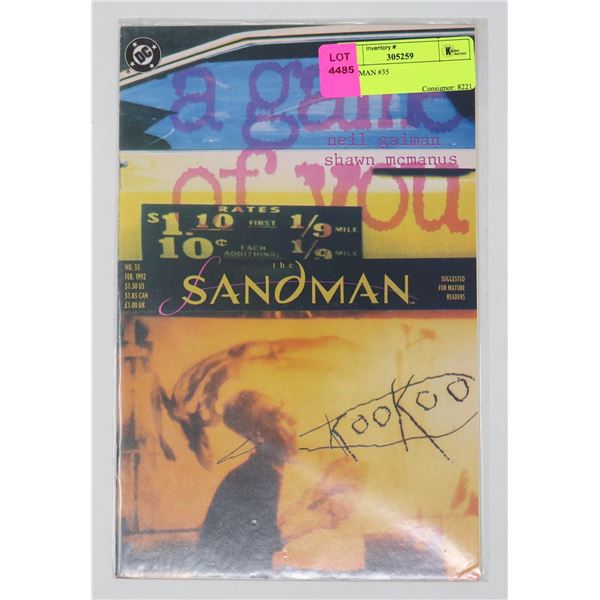 DC
LOT
4485
Inventory #
305259
MAN #35
Consignor: 8221
a game
of you
neil gaiman
shawn mcmanus
RATES
$1.10 FIRST 1/9 MILE
10¢ EACH ADDITIONAL 1/9 MILE
NO. 35
FEB. 1992
$1.50 US
$1.85 CAN
£1.00 UK
the
SANDMAN
SUGGESTED
FOR MATURE
READERS
KooKoo